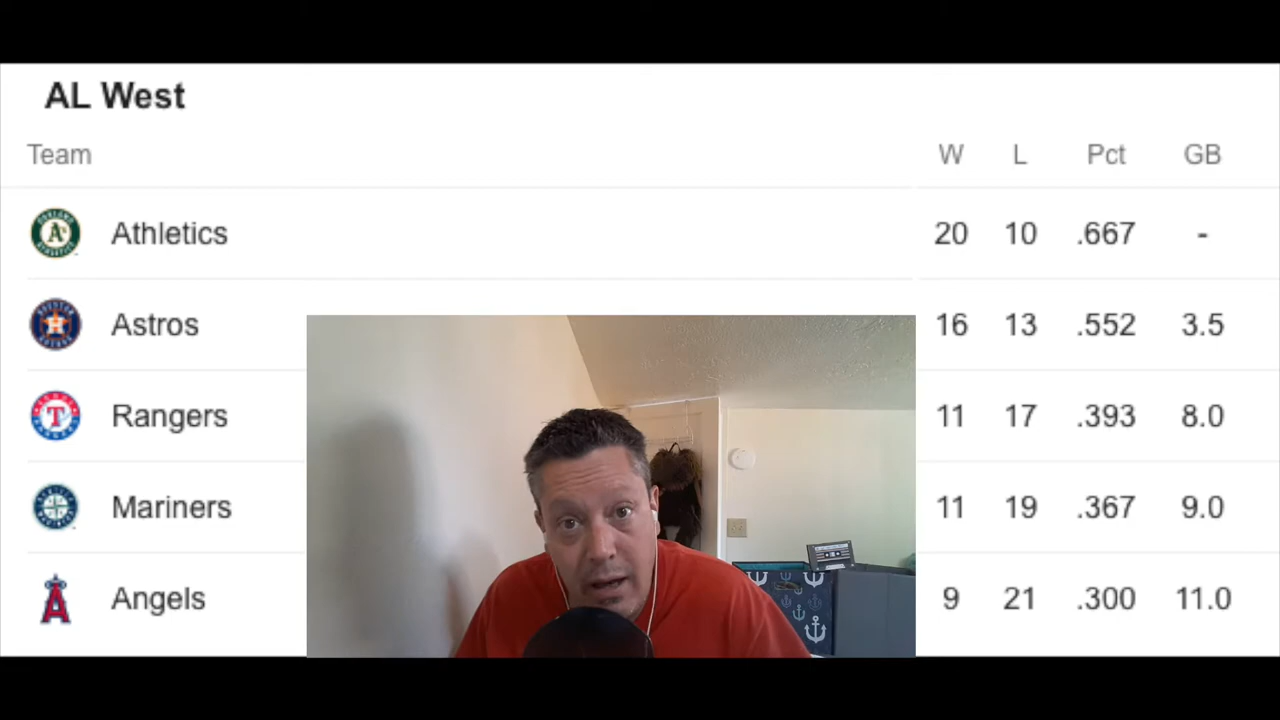 AL West
Team W L Pct GB
Athletics 20 10 .667 -
Astros 16 13 .552 3.5
Rangers 11 17 .393 8.0
Mariners 11 19 .367 9.0
Angels 9 21 .300 11.0